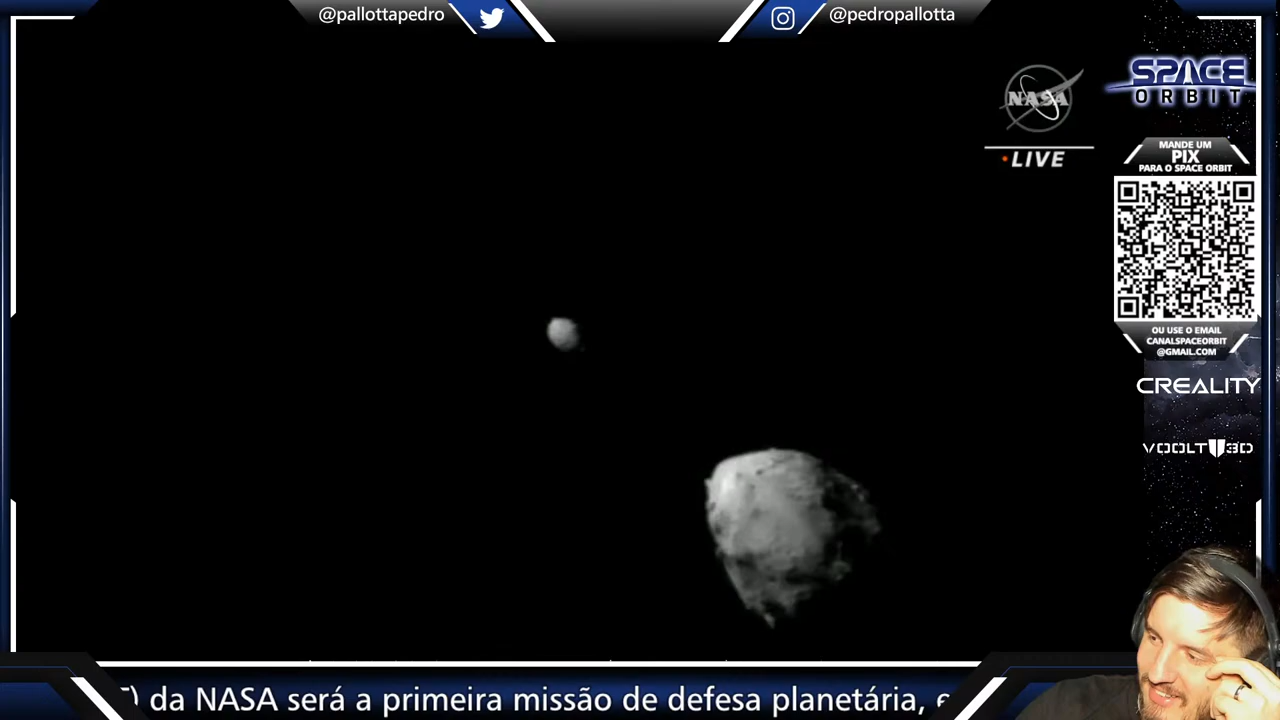 @pallottapedro
@pedropallotta
NASA
LIVE
SPACE
ORBIT
MANDE UM
PIX
PARA O SPACE ORBIT
OU USE O EMAIL
CANALSPACEORBIT
@GMAIL.COM
CREALITY
VOOLT3D
) da NASA será a primeira missão de defesa planetária, e